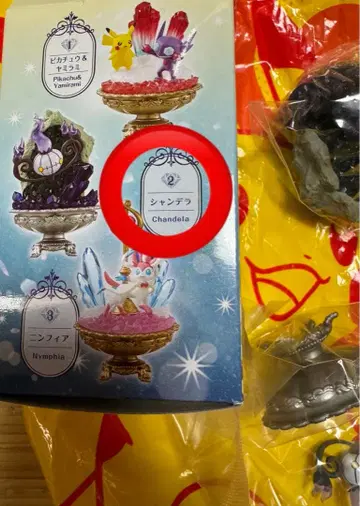 1
ピカチュウ&
ヤミラミ
Pikachu&
Yamirami
2
シャンデラ
Chandela
3
ニンフィア
Nymphia